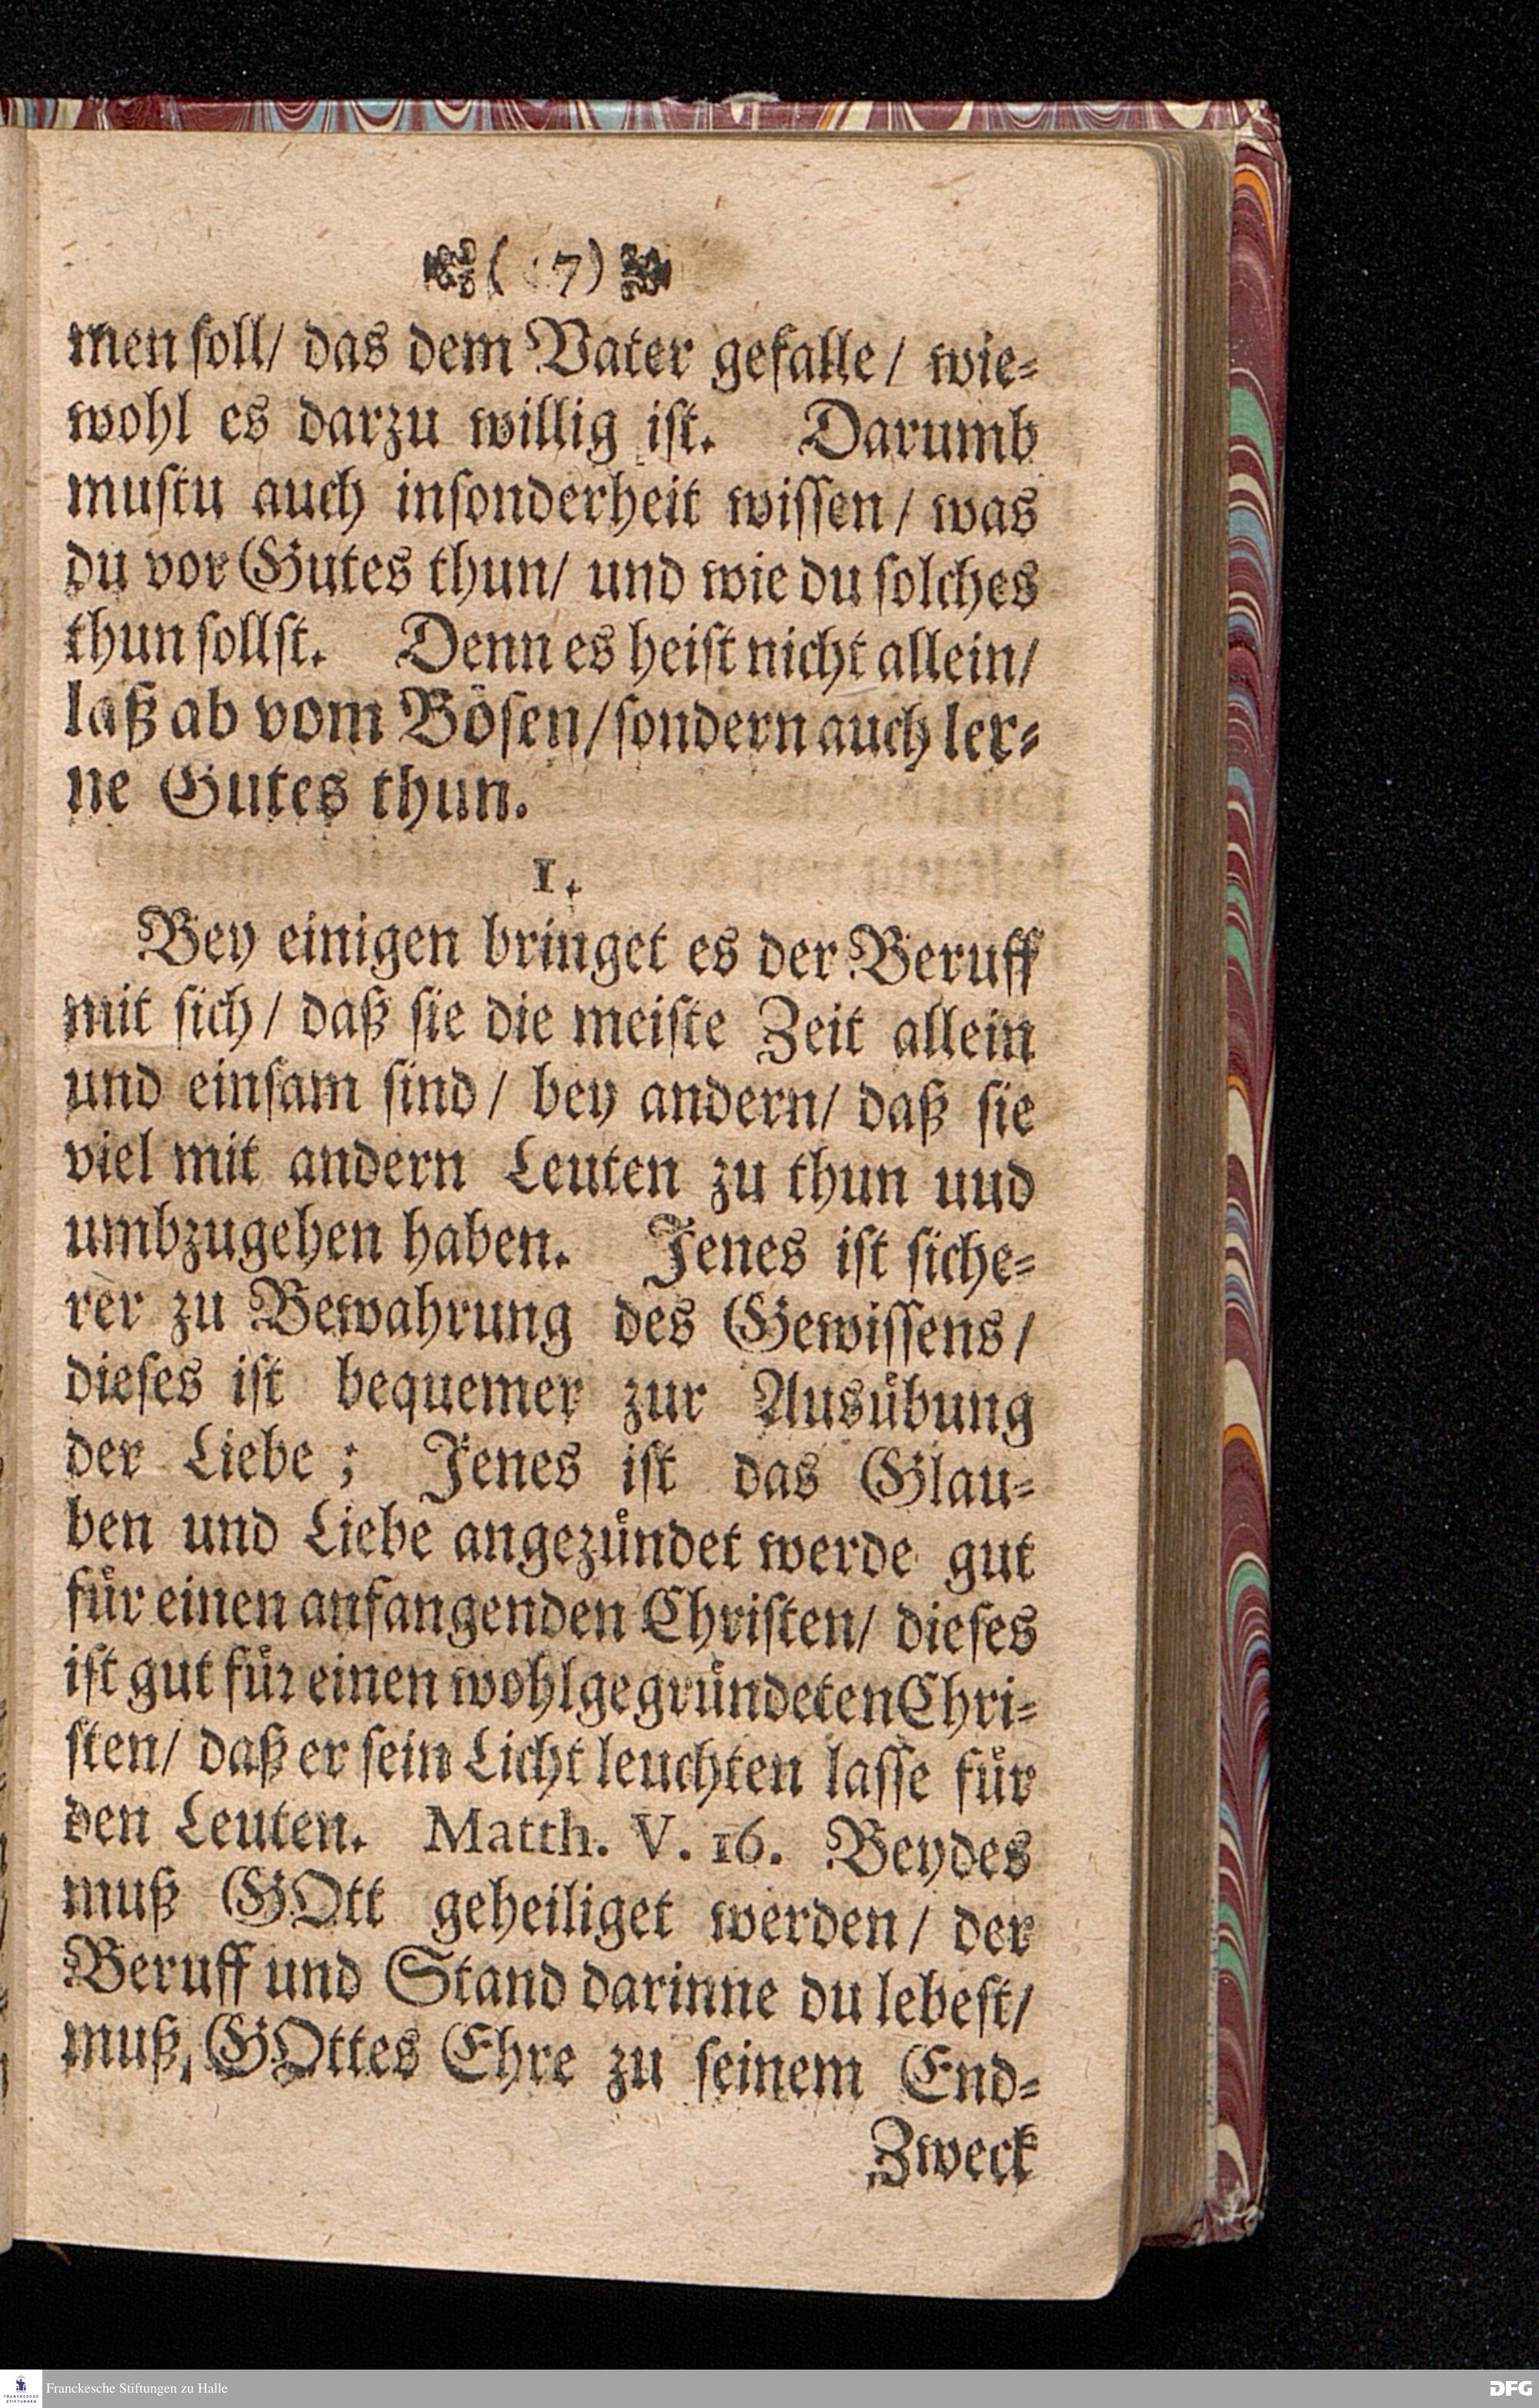 ( 7 )
men soll/ das dem Vater gefalle/ wie-
wohl es darzu willig ist. Darumb
mustu auch insonderheit wissen/ was
du vor Gutes thun/ und wie du solches
thun sollst. Denn es heist nicht allein/
laß ab vom Bösen/ sondern auch ler-
ne Gutes thun.
1.
Bey einigen bringet es der Beruff
mit sich/ daß sie die meiste Zeit allein
und einsam sind/ bey andern/ daß sie
viel mit andern Leuten zu thun uud
umbzugehen haben. Jenes ist siche-
rer zu Bewahrung des Gewissens/
dieses ist bequemer zur Ausübung
der Liebe; Jenes ist das Glau-
ben und Liebe angezündet werde gut
für einen anfangenden Christen/ dieses
ist gut für einen wohlgegründeten Chri-
sten/ daß er sein Licht leuchten lasse für
den Leuten. Matth. V. 16. Beydes
muß GOtt geheiliget werden/ der
Beruff und Stand darinne du lebest/
muß, GOttes Ehre zu seinem End-
Zweck
FRANCKESCHE STIFTUNGEN
Franckesche Stiftungen zu Halle
DFG